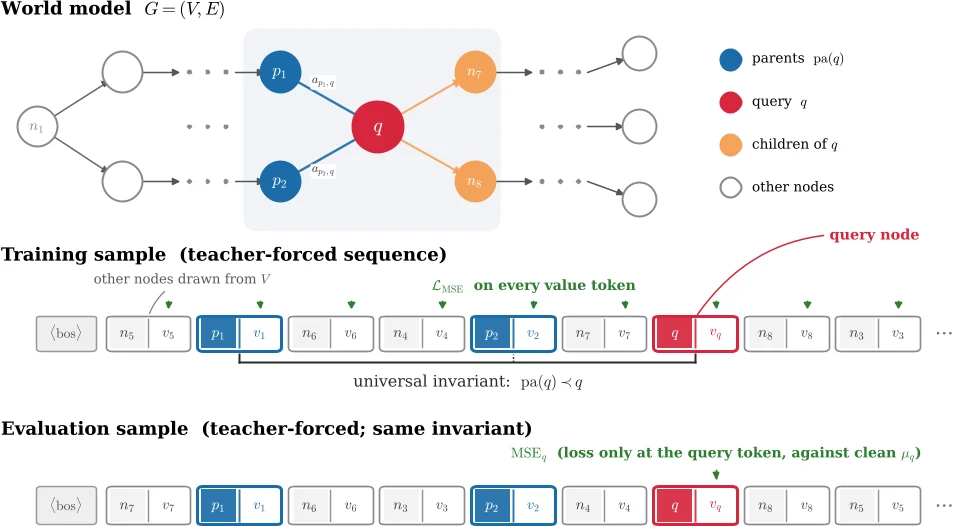 World model G = (V, E)
n₁
p₁
p₂
a_{p₁,q}
a_{p₂,q}
q
n₇
n₈
parents pa(q)
query q
children of q
other nodes
query node
Training sample (teacher-forced sequence)
other nodes drawn from V
ℒ_MSE on every value token
⟨bos⟩ n₅ v₅ p₁ v₁ n₆ v₆ n₄ v₄ p₂ v₂ n₇ v₇ q v_q n₈ v₈ n₃ v₃ ⋯
universal invariant: pa(q) ≺ q
Evaluation sample (teacher-forced; same invariant)
MSE_q (loss only at the query token, against clean μ_q)
⟨bos⟩ n₇ v₇ p₁ v₁ n₆ v₆ n₃ v₃ p₂ v₂ n₄ v₄ q v_q n₈ v₈ n₅ v₅ ⋯